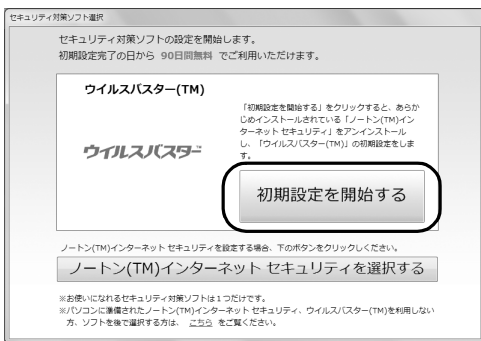 セキュリティ対策ソフト選択
セキュリティ対策ソフトの設定を開始します。
初期設定完了の日から 90日間無料 でご利用いただけます。
ウイルスバスター(TM)
ウイルスバスター
「初期設定を開始する」をクリックすると、あらか
じめインストールされている「ノートン(TM)イン
ターネット セキュリティ」をアンインストール
し、「ウイルスバスター(TM)」の初期設定をしま
す。
初期設定を開始する
ノートン(TM)インターネット セキュリティを設定する場合、下のボタンをクリックしてください。
ノートン(TM)インターネット セキュリティを選択する
※お使いになれるセキュリティ対策ソフトは1つだけです。
※パソコンに準備されたノートン(TM)インターネット セキュリティ、ウイルスバスター(TM)を利用しない
方、ソフトを後で選択する方は、 こちら をご覧ください。